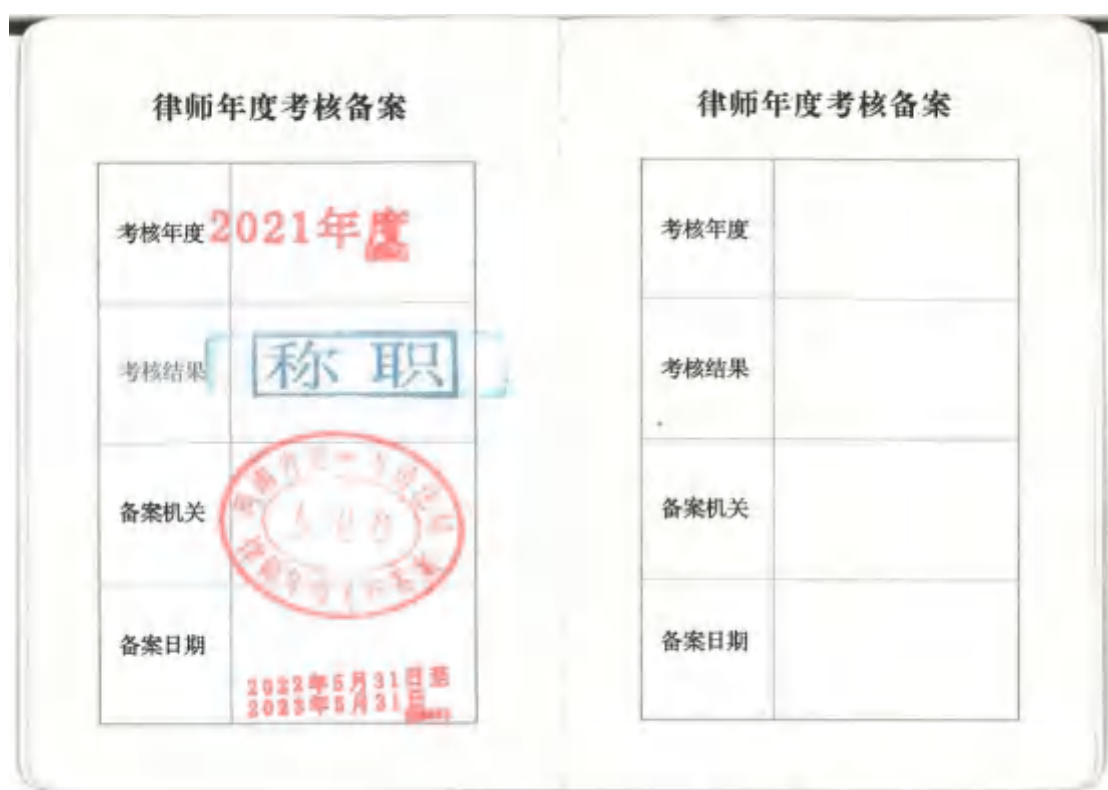 律师年度考核备案
考核年度
2021年度
考核结果
称职
备案机关
备案日期
2022年5月31日至
2023年5月31日
律师年度考核备案
考核年度
考核结果
备案机关
备案日期